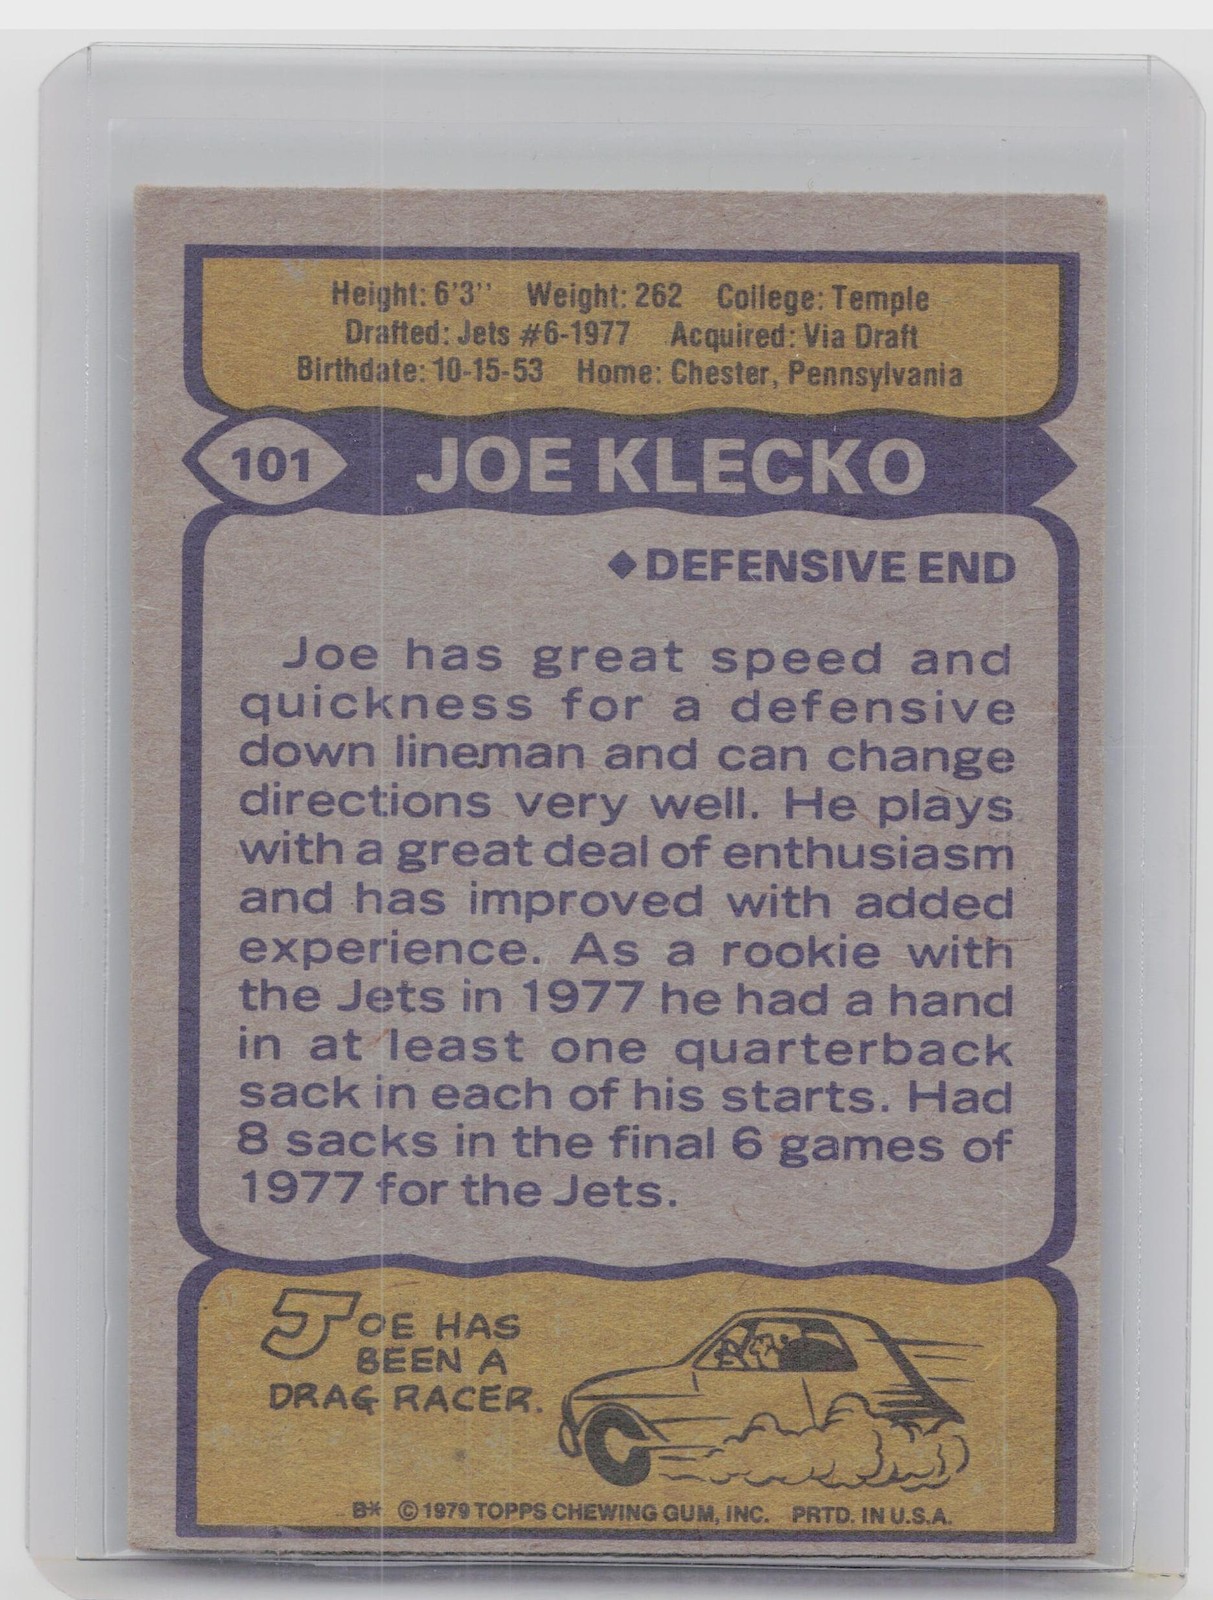 Height: 6'3'' Weight: 262 College: Temple
Drafted: Jets #6-1977 Acquired: Via Draft
Birthdate: 10-15-53 Home: Chester, Pennsylvania
101 JOE KLECKO
◆DEFENSIVE END
Joe has great speed and
quickness for a defensive
down lineman and can change
directions very well. He plays
with a great deal of enthusiasm
and has improved with added
experience. As a rookie with
the Jets in 1977 he had a hand
in at least one quarterback
sack in each of his starts. Had
8 sacks in the final 6 games of
1977 for the Jets.
JOE HAS
BEEN A
DRAG RACER.
B* © 1979 TOPPS CHEWING GUM, INC. PRTD. IN U.S.A.